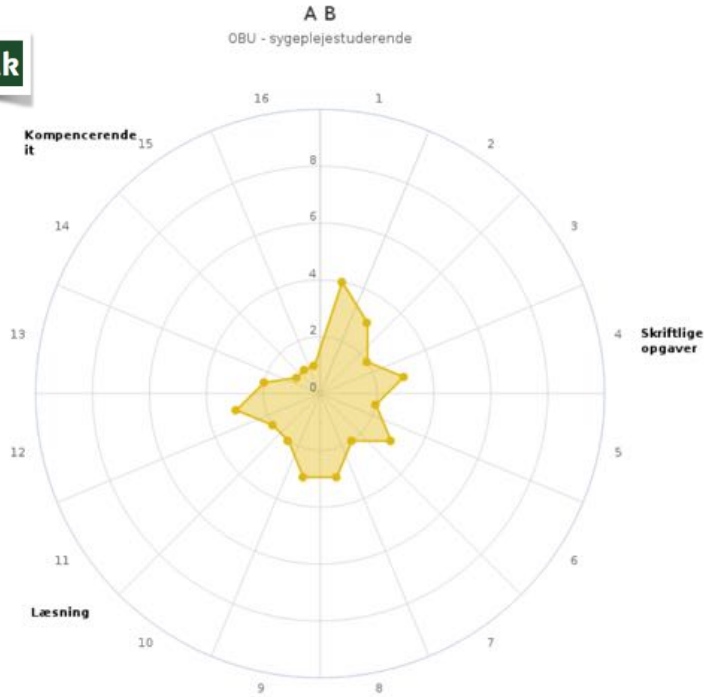 A B
OBU - sygeplejestuderende
k
16
1
Kompencerende
it
15
2
8
14
3
6
4
13
4
Skriftlige
opgaver
2
0
12
5
11
6
Læsning
10
7
9
8